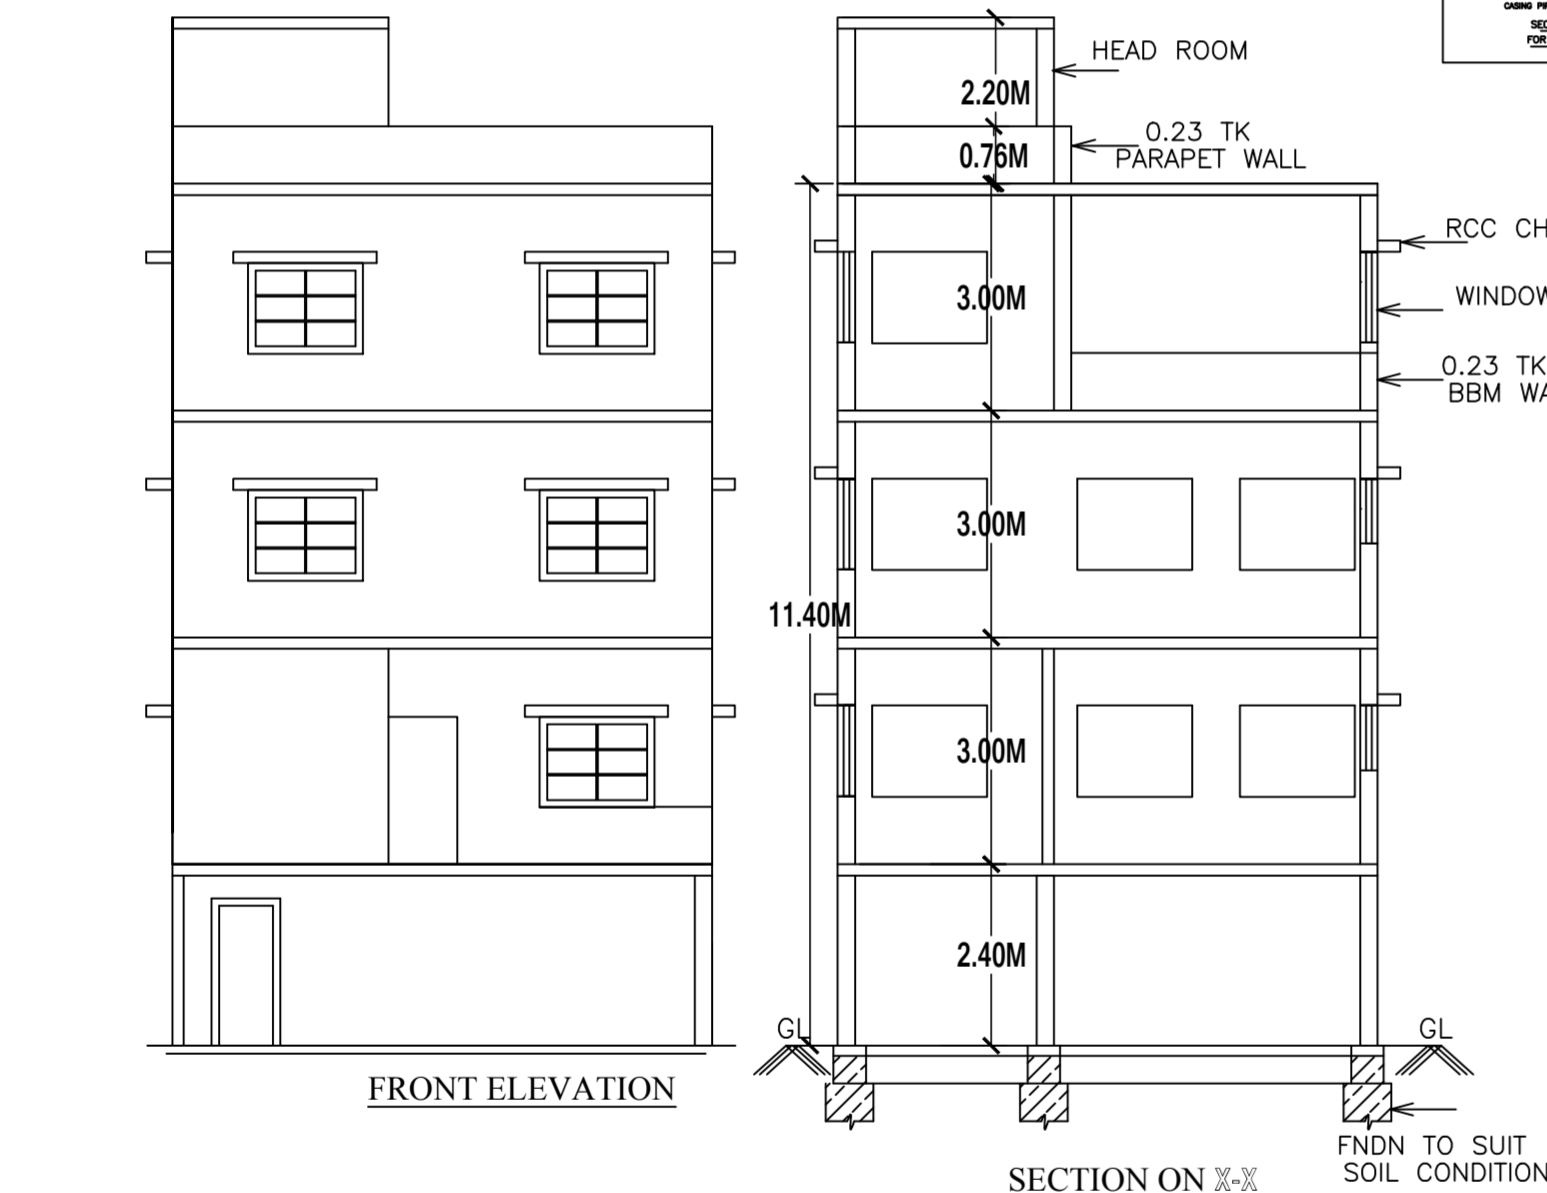 CASING
HEAD ROOM
2.20M
0.23 TK
PARAPET WALL
0.76M
RCC
3.00M
WINDOW
0.23 TK
BBM
3.00M
11.40M
3.00M
2.40M
GL
GL
FRONT ELEVATION
FNDN TO SUIT
SOIL CONDITION
SECTION ON X-X